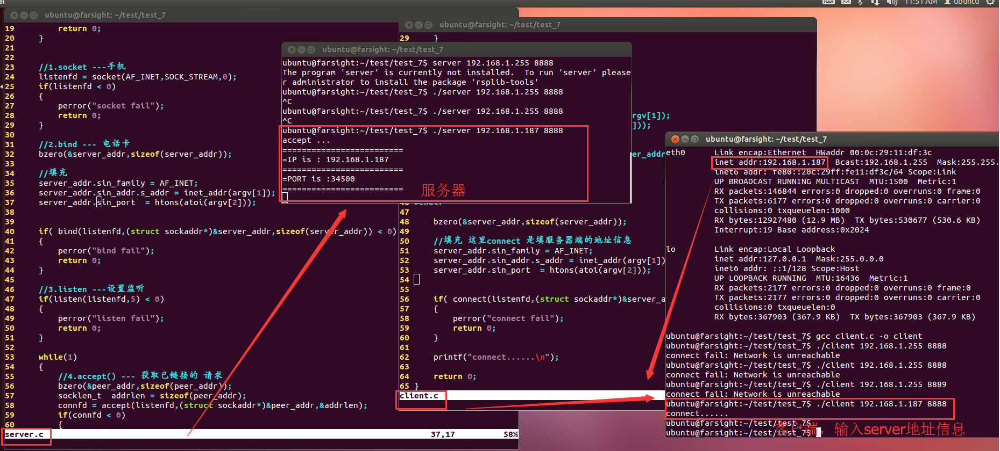 al
11:51 AM
ubuntu
ubuntu@farsight: ~/test/test_7
19         return 0;
20     }
21
22
23     //1.socket ---手机
24     listenfd = socket(AF_INET,SOCK_STREAM,0);
25     if(listenfd < 0)
26     {
27         perror("socket fail");
28         return 0;
29     }
30
31     //2.bind --- 电话卡
32     bzero(&server_addr,sizeof(server_addr));
33
34     //填充
35     server_addr.sin_family = AF_INET;
36     server_addr.sin_addr.s_addr = inet_addr(argv[1]);
37     server_addr.sin_port  = htons(atoi(argv[2]));
38
39
40     if( bind(listenfd,(struct sockaddr*)&server_addr,sizeof(server_addr)) < 0)
41     {
42         perror("bind fail");
43         return 0;
44     }
45
46     //3.listen ---设置监听
47     if(listen(listenfd,5) < 0)
48     {
49         perror("listen fail");
50         return 0;
51     }
52
53     while(1)
54     {
55         //4.accept() --- 获取已链接的 请求
56         bzero(&peer_addr,sizeof(peer_addr));
57         socklen_t  addrlen = sizeof(peer_addr);
58         connfd = accept(listenfd,(struct sockaddr*)&peer_addr,&addrlen);
59         if(connfd < 0)
60         {
server.c
37,17          58%
ubuntu@farsight: ~/test/test_7
29     }
rgv[1]);
]));
er_addr
47
48     bzero(&server_addr,sizeof(server_addr));
49
50     //填充 这里connect 是填服务器端的地址信息
51     server_addr.sin_family = AF_INET;
52     server_addr.sin_addr.s_addr = inet_addr(argv[1])
53     server_addr.sin_port  = htons(atoi(argv[2]));
54
55
56     if( connect(listenfd,(struct sockaddr*)&server_a
57     {
58         perror("connect fail");
59         return 0;
60     }
61
62     printf("connect......\n");
63
64     return 0;
65 }
client.c
ubuntu@farsight: ~/test/test_7
ubuntu@farsight:~/test/test_7$ server 192.168.1.255 8888
The program 'server' is currently not installed.  To run 'server' please
r administrator to install the package 'rsplib-tools'
ubuntu@farsight:~/test/test_7$ ./server 192.168.1.255 8888
^C
ubuntu@farsight:~/test/test_7$ ./server 192.168.1.255 8888
^C
ubuntu@farsight:~/test/test_7$ ./server 192.168.1.187 8888
accept ...
=========================
=IP is : 192.168.1.187
=========================
=PORT is :34500
=========================
服务器
ubuntu@farsight: ~/test/test_7
eth0      Link encap:Ethernet  HWaddr 00:0c:29:11:df:3c
inet addr:192.168.1.187  Bcast:192.168.1.255  Mask:255.255.
inet6 addr: fe80::20c:29ff:fe11:df3c/64 Scope:Link
UP BROADCAST RUNNING MULTICAST  MTU:1500  Metric:1
RX packets:146844 errors:0 dropped:0 overruns:0 frame:0
TX packets:6177 errors:0 dropped:0 overruns:0 carrier:0
collisions:0 txqueuelen:1000
RX bytes:12927480 (12.9 MB)  TX bytes:530677 (530.6 KB)
Interrupt:19 Base address:0x2024
lo        Link encap:Local Loopback
inet addr:127.0.0.1  Mask:255.0.0.0
inet6 addr: ::1/128 Scope:Host
UP LOOPBACK RUNNING  MTU:16436  Metric:1
RX packets:2177 errors:0 dropped:0 overruns:0 frame:0
TX packets:2177 errors:0 dropped:0 overruns:0 carrier:0
collisions:0 txqueuelen:0
RX bytes:367903 (367.9 KB)  TX bytes:367903 (367.9 KB)
ubuntu@farsight:~/test/test_7$ gcc client.c -o client
ubuntu@farsight:~/test/test_7$ ./client 192.168.1.255 8888
connect fail: Network is unreachable
ubuntu@farsight:~/test/test_7$ ./client 192.168.1.255 8888
connect fail: Network is unreachable
ubuntu@farsight:~/test/test_7$ ./client 192.168.1.255 8889
connect fail: Network is unreachable
ubuntu@farsight:~/test/test_7$ ./client 192.168.1.187 8888
connect......
ubuntu@farsight:~/test/test_7$
ubuntu@farsight:~/test/test_7$
客户端，输入server地址信息